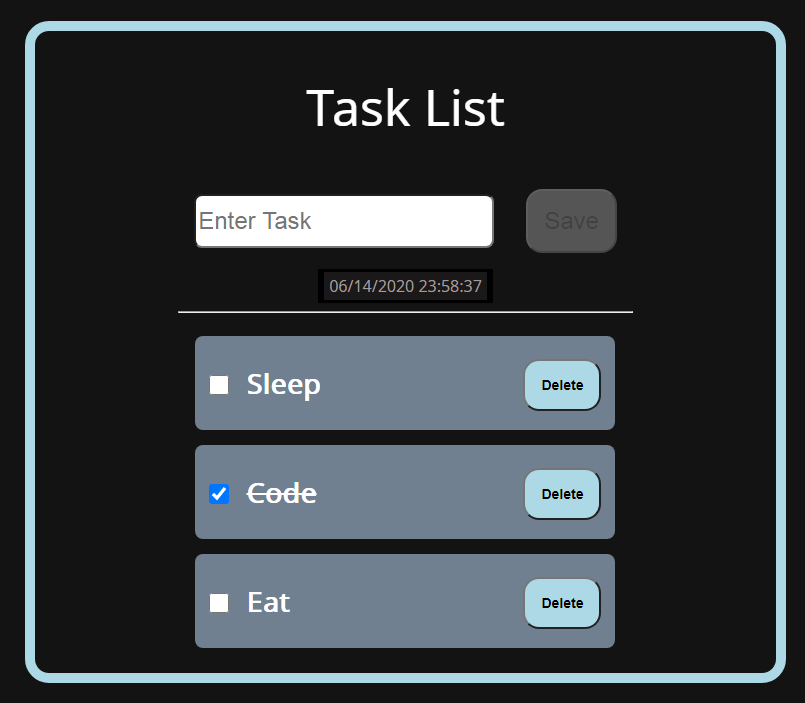 Task List
Enter Task Save
06/14/2020 23:58:37
Sleep Delete
Code Delete
Eat Delete